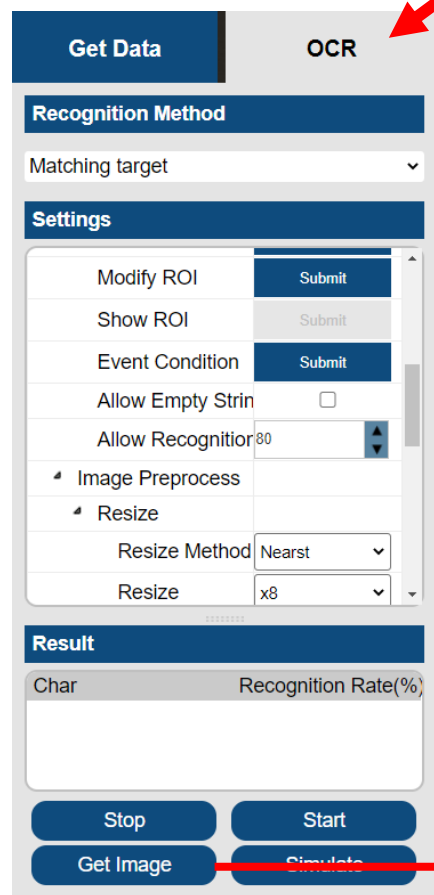 Get Data OCR
Recognition Method
Matching target
Settings
Modify ROI Submit
Show ROI Submit
Event Condition Submit
Allow Empty Strin
Allow Recognition 80
Image Preprocess
Resize
Resize Method Nearst
Resize x8
Result
Char Recognition Rate(%)
Stop Start
Get Image Simulate